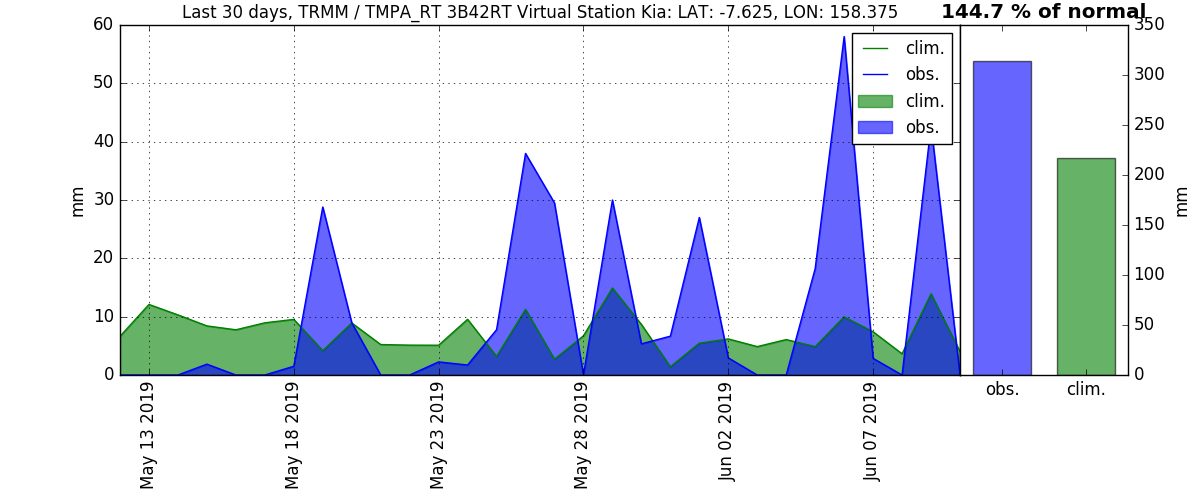 Last 30 days, TRMM / TMPA_RT 3B42RT Virtual Station Kia: LAT: -7.625, LON: 158.375
144.7 % of normal
60
50
40
30
20
10
0
mm
clim.
obs.
clim.
obs.
May 13 2019
May 18 2019
May 23 2019
May 28 2019
Jun 02 2019
Jun 07 2019
350
300
250
200
150
100
50
0
mm
obs.
clim.